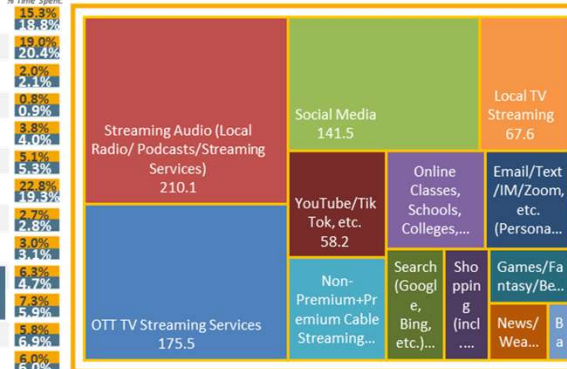 % Time Spent
15.3%
18.8%
19.0%
20.4%
2.0%
2.1%
0.8%
0.9%
3.8%
4.0%
5.1%
5.3%
22.8%
19.3%
2.7%
2.8%
3.0%
3.1%
6.3%
4.7%
7.3%
5.9%
5.8%
6.9%
6.0%
6.0%
Streaming Audio (Local
Radio/ Podcasts/Streaming
Services)
210.1
OTT TV Streaming Services
175.5
Social Media
141.5
Local TV
Streaming
67.6
YouTube/Tik
Tok, etc.
58.2
Online
Classes,
Schools,
Colleges,...
Email/Text
/IM/Zoom,
etc.
(Persona...
Non-
Premium+Pr
emium Cable
Streaming...
Search
(Googl
e,
Bing,
etc.)...
Sho
ppin
g
(incl
....
Games/Fa
ntasy/Be...
News/
Wea...
B
a